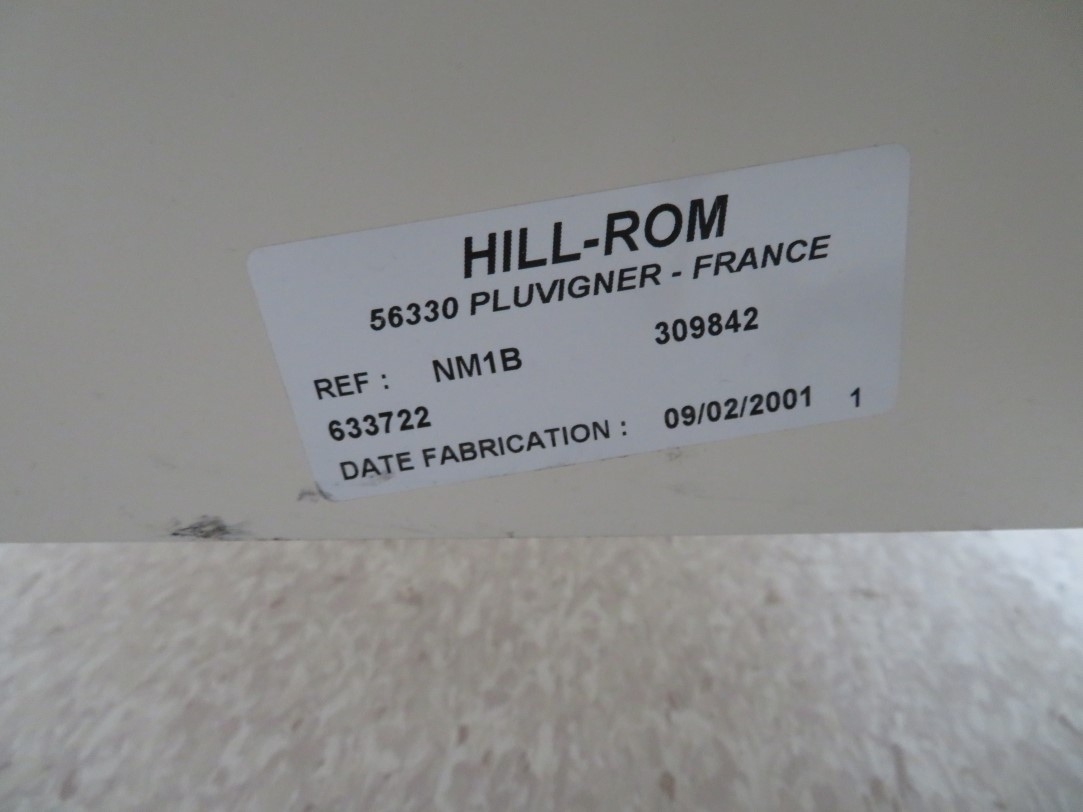 HILL-ROM
56330 PLUVIGNER - FRANCE
REF : NM1B 309842
633722
DATE FABRICATION : 09/02/2001 1